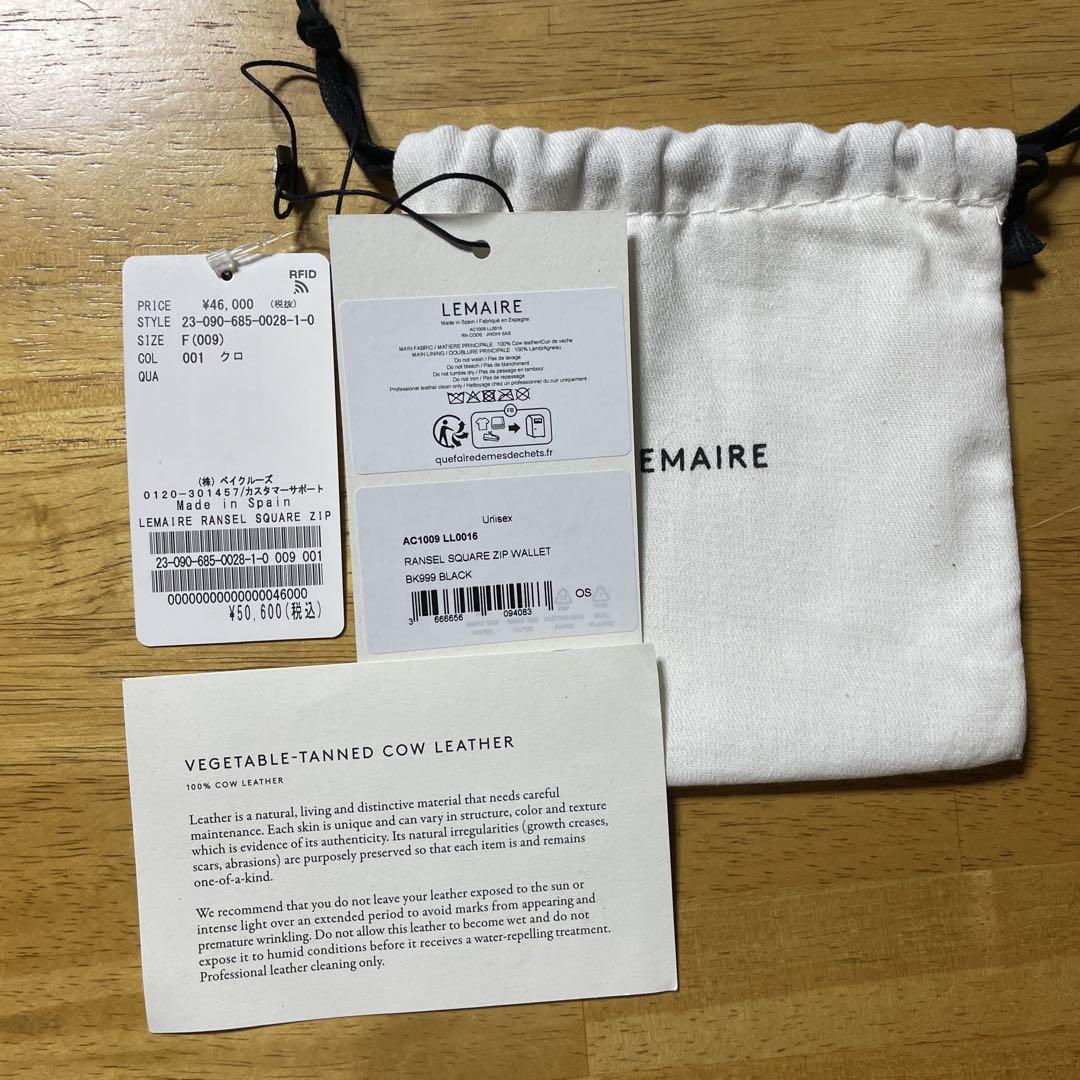 RFID
PRICE ¥46,000 (税抜)
STYLE 23-090-685-0028-1-0
SIZE F(009)
COL 001 クロ
QUA
(株) ベイクルーズ
0120-301457/カスタマーサポート
Made in Spain
LEMAIRE RANSEL SQUARE ZIP
23-090-685-0028-1-0 009 001
00000000000000046000
¥50,600(税込)
LEMAIRE
Made in Spain / Fabriqué en Espagne
AC1009 LL0016
RN CODE: JINOHI SAS
MAIN FABRIC / MATIERE PRINCIPALE : 100% Cow leather/Cuir de vache
MAIN LINING / DOUBLURE PRINCIPALE : 100% Lamb/Agneau
Do not wash / Pas de lavage
Do not bleach / Pas de blanchiment
Do not tumble dry / Pas de passage en tambour
Do not iron / Pas de repassage
Professional leather clean only / Nettoyage chez un professionnel du cuir uniquement
FR
quefairedemesdechets.fr
Unisex
AC1009 LL0016
RANSEL SQUARE ZIP WALLET
BK999 BLACK
3 666656 094083
OS
EMAIRE
VEGETABLE-TANNED COW LEATHER
100% COW LEATHER
Leather is a natural, living and distinctive material that needs careful
maintenance. Each skin is unique and can vary in structure, color and texture
which is evidence of its authenticity. Its natural irregularities (growth creases,
scars, abrasions) are purposely preserved so that each item is and remains
one-of-a-kind.
We recommend that you do not leave your leather exposed to the sun or
intense light over an extended period to avoid marks from appearing and
premature wrinkling. Do not allow this leather to become wet and do not
expose it to humid conditions before it receives a water-repelling treatment.
Professional leather cleaning only.